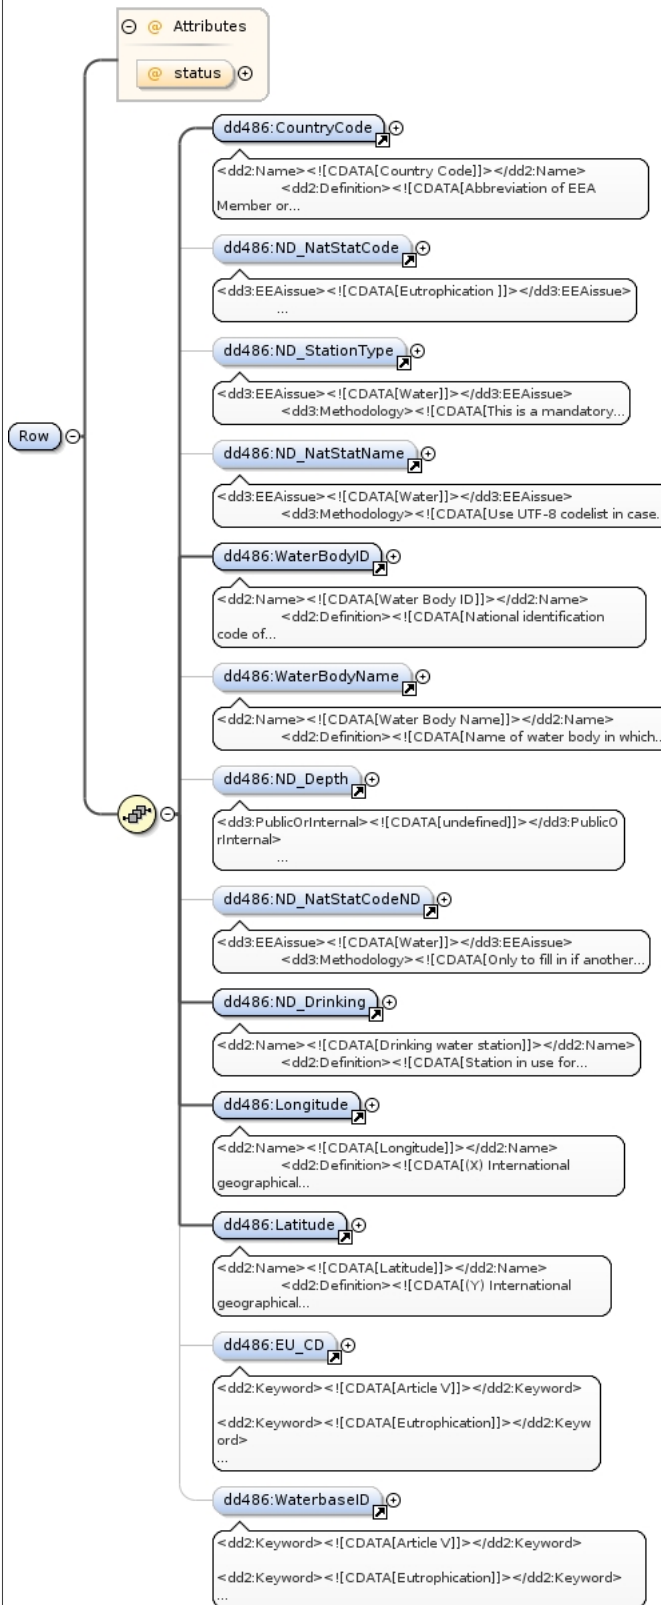 Attributes
@ status
dd486:CountryCode
<dd2:Name><![CDATA[Country Code]]></dd2:Name>
<dd2:Definition><![CDATA[Abbreviation of EEA
Member or...
dd486:ND_NatStatCode
<dd3:EEAissue><![CDATA[Eutrophication ]]></dd3:EEAissue>
...
dd486:ND_StationType
<dd3:EEAissue><![CDATA[Water]]></dd3:EEAissue>
<dd3:Methodology><![CDATA[This is a mandatory...
dd486:ND_NatStatName
<dd3:EEAissue><![CDATA[Water]]></dd3:EEAissue>
<dd3:Methodology><![CDATA[Use UTF-8 codelist in case.
Row
dd486:WaterBodyID
<dd2:Name><![CDATA[Water Body ID]]></dd2:Name>
<dd2:Definition><![CDATA[National identification
code of...
dd486:WaterBodyName
<dd2:Name><![CDATA[Water Body Name]]></dd2:Name>
<dd2:Definition><![CDATA[Name of water body in which..
dd486:ND_Depth
<dd3:PublicOrInternal><![CDATA[undefined]]></dd3:PublicO
rInternal>
...
dd486:ND_NatStatCodeND
<dd3:EEAissue><![CDATA[Water]]></dd3:EEAissue>
<dd3:Methodology><![CDATA[Only to fill in if another...
dd486:ND_Drinking
<dd2:Name><![CDATA[Drinking water station]]></dd2:Name>
<dd2:Definition><![CDATA[Station in use for...
dd486:Longitude
<dd2:Name><![CDATA[Longitude]]></dd2:Name>
<dd2:Definition><![CDATA[(X) International
geographical...
dd486:Latitude
<dd2:Name><![CDATA[Latitude]]></dd2:Name>
<dd2:Definition><![CDATA[(Y) International
geographical...
dd486:EU_CD
<dd2:Keyword><![CDATA[Article V]]></dd2:Keyword>
<dd2:Keyword><![CDATA[Eutrophication]]></dd2:Keyw
ord>
...
dd486:WaterbaseID
<dd2:Keyword><![CDATA[Article V]]></dd2:Keyword>
<dd2:Keyword><![CDATA[Eutrophication]]></dd2:Keyword>
...